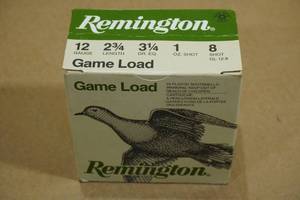 Remington®
12 2¾ 3¼ 1 8
GAUGE LENGTH DR. EQ. OZ. SHOT SHOT
Game Load
Game Load
Remington®